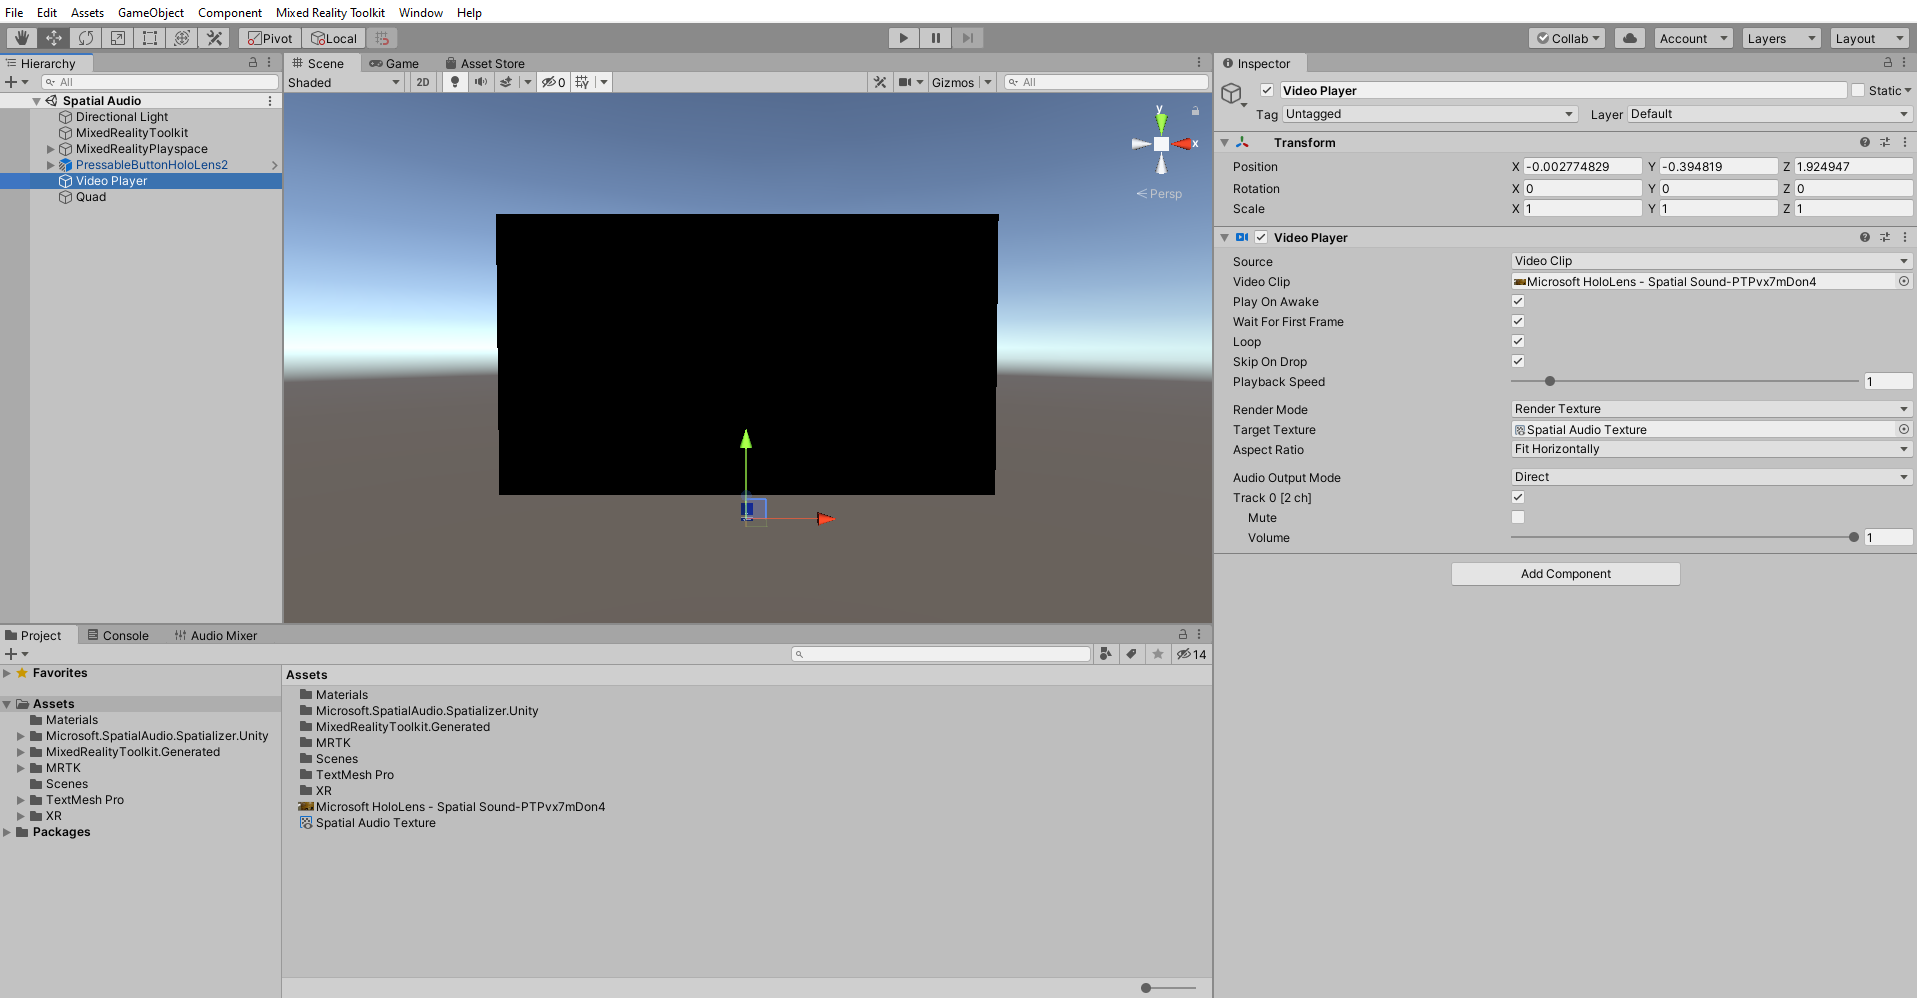 File Edit Assets GameObject Component Mixed Reality Toolkit Window Help
Pivot Local Collab Account Layers Layout
Hierarchy
All
Spatial Audio
Directional Light
MixedRealityToolkit
MixedRealityPlayspace
PressableButtonHoloLens2
Video Player
Quad
Scene Game Asset Store
Shaded 2D 0 Gizmos All
y
x
Persp
Inspector
Video Player Static
Tag Untagged Layer Default
Transform
Position X -0.002774829 Y -0.394819 Z 1.924947
Rotation X 0 Y 0 Z 0
Scale X 1 Y 1 Z 1
Video Player
Source Video Clip
Video Clip Microsoft HoloLens - Spatial Sound-PTPvx7mDon4
Play On Awake
Wait For First Frame
Loop
Skip On Drop
Playback Speed 1
Render Mode Render Texture
Target Texture Spatial Audio Texture
Aspect Ratio Fit Horizontally
Audio Output Mode Direct
Track 0 [2 ch]
Mute
Volume 1
Add Component
Project Console Audio Mixer
14
Favorites
Assets
Materials
Microsoft.SpatialAudio.Spatializer.Unity
MixedRealityToolkit.Generated
MRTK
Scenes
TextMesh Pro
XR
Packages
Assets
Materials
Microsoft.SpatialAudio.Spatializer.Unity
MixedRealityToolkit.Generated
MRTK
Scenes
TextMesh Pro
XR
Microsoft HoloLens - Spatial Sound-PTPvx7mDon4
Spatial Audio Texture